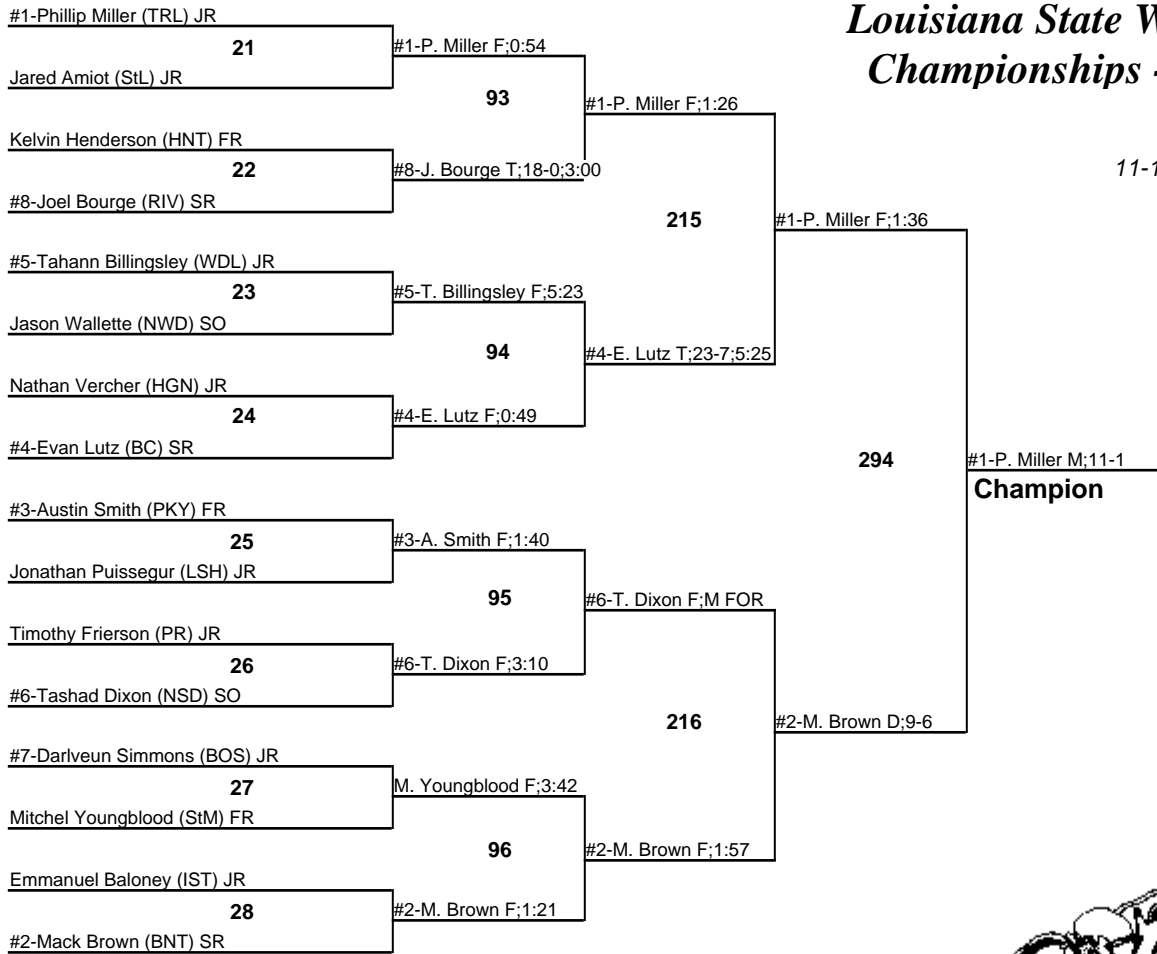 #1-Phillip Miller (TRL) JR
21
Jared Amiot (StL) JR
Kelvin Henderson (HNT) FR
22
#8-Joel Bourge (RIV) SR
#5-Tahann Billingsley (WDL) JR
23
Jason Wallette (NWD) SO
Nathan Vercher (HGN) JR
24
#4-Evan Lutz (BC) SR
#3-Austin Smith (PKY) FR
25
Jonathan Puissegur (LSH) JR
Timothy Frierson (PR) JR
26
#6-Tashad Dixon (NSD) SO
#7-Darlveun Simmons (BOS) JR
27
Mitchel Youngblood (StM) FR
Emmanuel Baloney (IST) JR
28
#2-Mack Brown (BNT) SR
#1-P. Miller F;0:54
93
#8-J. Bourge T;18-0;3:00
#5-T. Billingsley F;5:23
94
#4-E. Lutz F;0:49
#3-A. Smith F;1:40
95
#6-T. Dixon F;3:10
M. Youngblood F;3:42
96
#2-M. Brown F;1:21
#1-P. Miller F;1:26
215
#4-E. Lutz T;23-7;5:25
#6-T. Dixon F;M FOR
216
#2-M. Brown F;1:57
#1-P. Miller F;1:36
294
#2-M. Brown D;9-6
#1-P. Miller M;11-1
Champion
Louisiana State W
Championships -
11-1